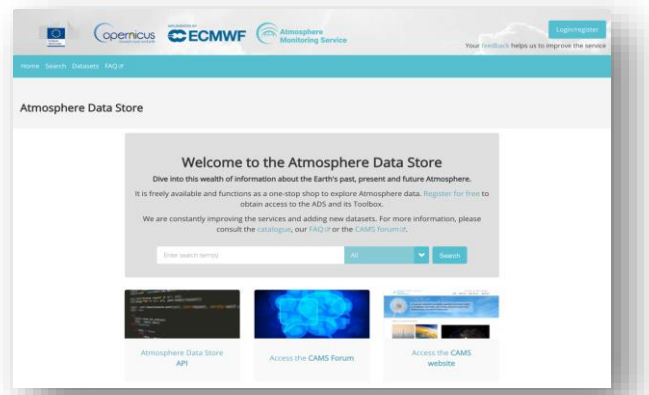 opernicus
IMPLEMENTED BY
ECMWF
Atmosphere
Monitoring Service
Login/register
Your feedback helps us to improve the service
Home Search Datasets FAQ
Atmosphere Data Store
Welcome to the Atmosphere Data Store
Dive into this wealth of information about the Earth's past, present and future Atmosphere.
It is freely available and functions as a one-stop shop to explore Atmosphere data. Register for free to
obtain access to the ADS and its Toolbox.
We are constantly improving the services and adding new datasets. For more information, please
consult the catalogue, our FAQ or the CAMS forum.
Enter search term(s)
All
Search
Atmosphere Data Store
API
Access the CAMS Forum
Access the CAMS
website